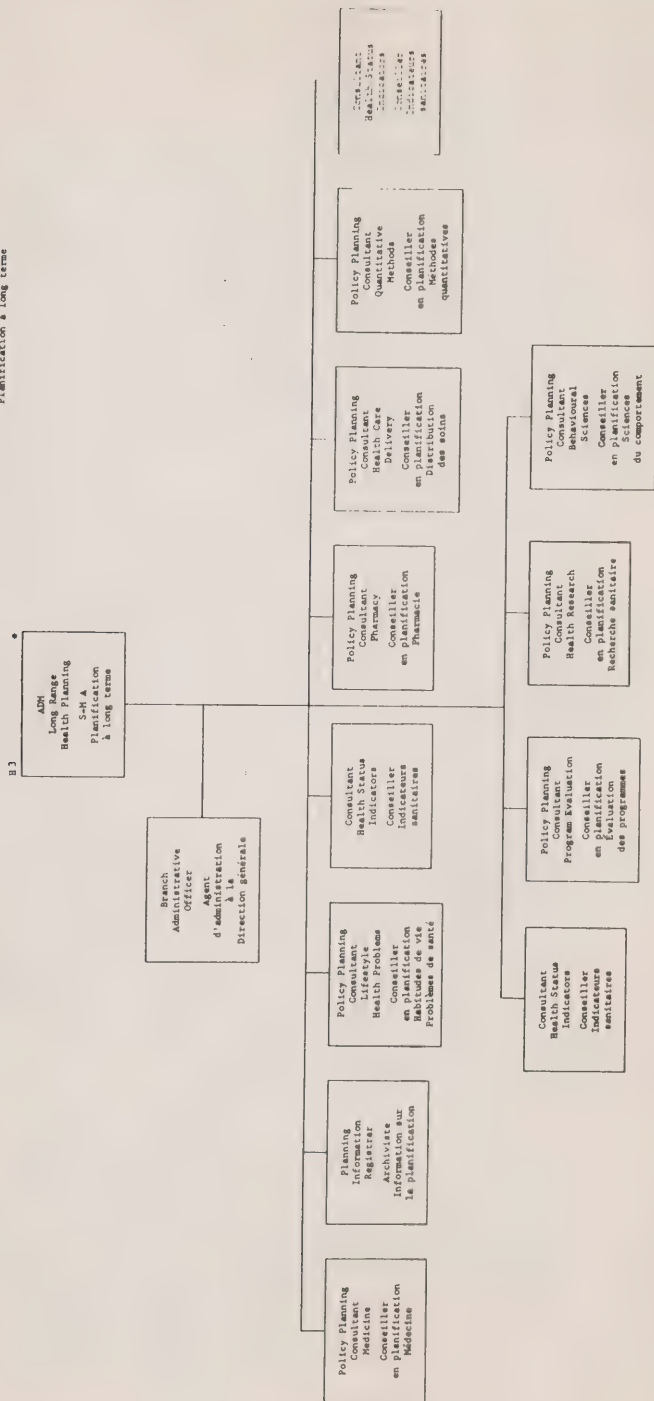 Planification à long terme
H 3
*
ADM
Long Range
Health Planning
S-M A
Planification
à long terme
Branch
Administrative
Officer
Agent
d'administration
à la
Direction générale
Policy Planning
Consultant
Medicine
Conseiller
en planification
Médecine
Planning
Information
Registrar
Archiviste
Information sur
la planification
Policy Planning
Consultant
Lifestyle
Health Problems
Conseiller
en planification
Habitudes de vie
Problèmes de santé
Consultant
Health Status
Indicators
Conseiller
Indicateurs
sanitaires
Policy Planning
Consultant
Pharmacy
Conseiller
en planification
Pharmacie
Policy Planning
Consultant
Health Care
Delivery
Conseiller
en planification
Distribution
des soins
Policy Planning
Consultant
Quantitative
Methods
Conseiller
en planification
Méthodes
quantitatives
Consultant
Health Status
Indicators
Conseiller
Indicateurs
sanitaires
Consultant
Health Status
Indicators
Conseiller
Indicateurs
sanitaires
Policy Planning
Consultant
Program Evaluation
Conseiller
en planification
Évaluation
des programmes
Policy Planning
Consultant
Health Research
Conseiller
en planification
Recherche sanitaire
Policy Planning
Consultant
Behavioural
Sciences
Conseiller
en planification
Sciences
du comportement